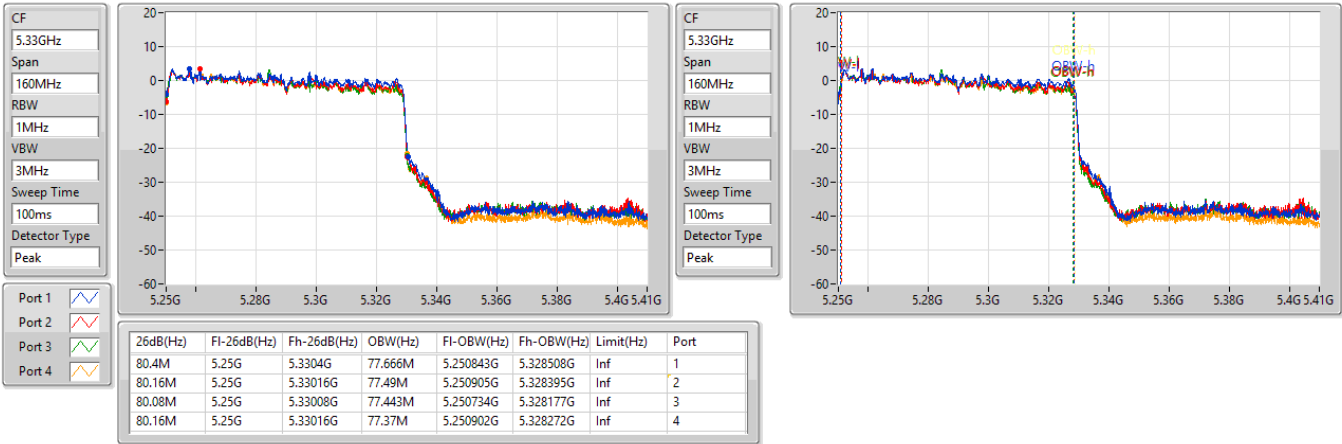 CF
5.33GHz
Span
160MHz
RBW
1MHz
VBW
3MHz
Sweep Time
100ms
Detector Type
Peak
20
10
0
-10
-20
-30
-40
-50
-60
5.25G 5.28G 5.3G 5.32G 5.34G 5.36G 5.38G 5.4G 5.41G
CF
5.33GHz
Span
160MHz
RBW
1MHz
VBW
3MHz
Sweep Time
100ms
Detector Type
Peak
20
10
0
-10
-20
-30
-40
-50
-60
OBW-h
OBW-h
OBW-h
5.25G 5.28G 5.3G 5.32G 5.34G 5.36G 5.38G 5.4G 5.41G
Port 1
Port 2
Port 3
Port 4
26dB(Hz) Fl-26dB(Hz) Fh-26dB(Hz) OBW(Hz) Fl-OBW(Hz) Fh-OBW(Hz) Limit(Hz) Port
80.4M 5.25G 5.3304G 77.666M 5.250843G 5.328508G Inf 1
80.16M 5.25G 5.33016G 77.49M 5.250905G 5.328395G Inf 2
80.08M 5.25G 5.33008G 77.443M 5.250734G 5.328177G Inf 3
80.16M 5.25G 5.33016G 77.37M 5.250902G 5.328272G Inf 4